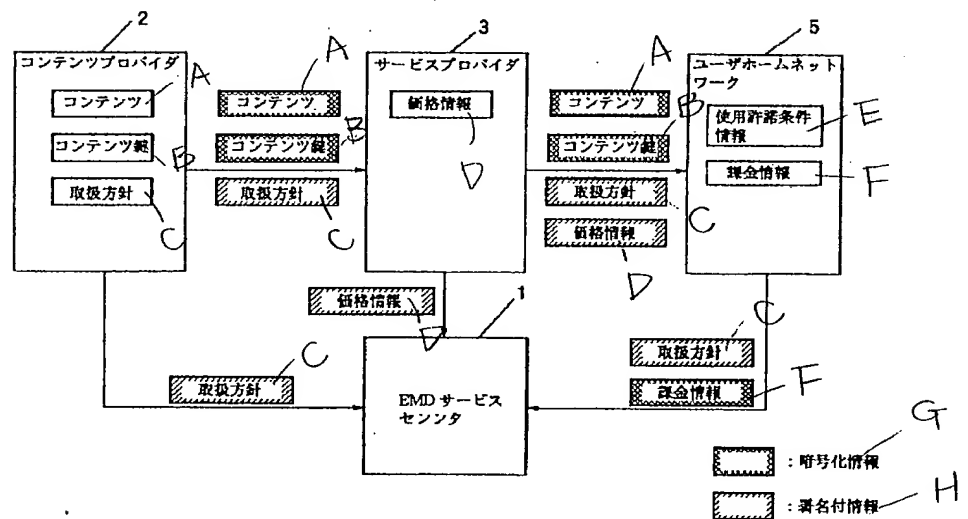 2
コンテンツプロバイダ
A
コンテンツ
コンテンツ鍵
B
取扱方針
C
A
コンテンツ
コンテンツ鍵
B
取扱方針
C
3
サービスプロバイダ
価格情報
D
A
コンテンツ
コンテンツ鍵
B
取扱方針
C
価格情報
D
5
ユーザホームネット
ワーク
使用許諾条件
情報
E
課金情報
F
価格情報
D
取扱方針
C
1
EMDサービス
センンタ
取扱方針
C
課金情報
F
:暗号化情報
G
:署名付情報
H